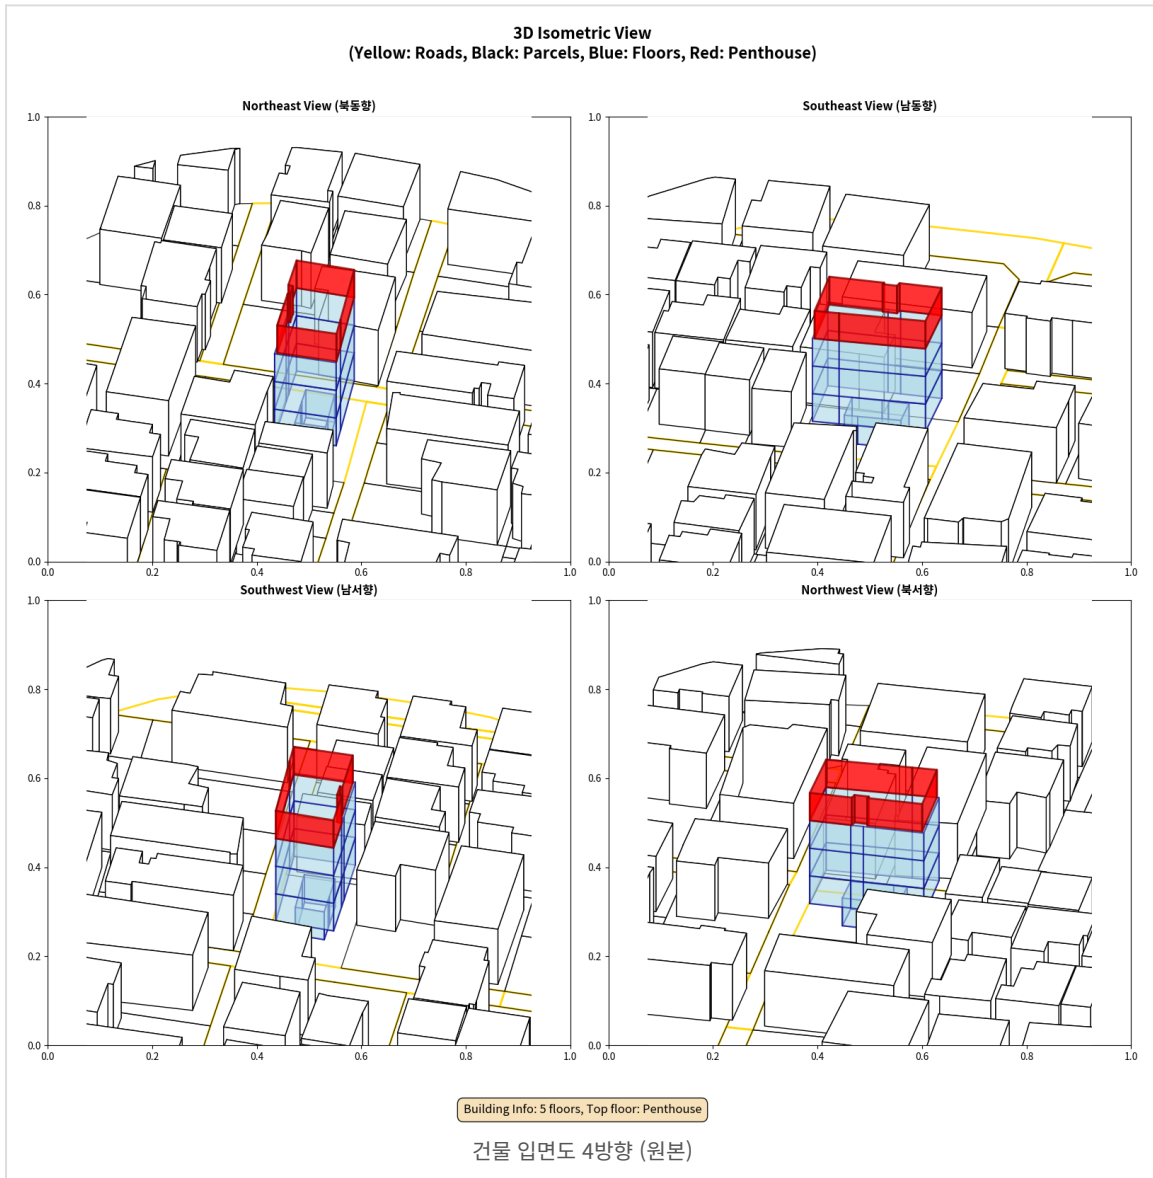 3D Isometric View
(Yellow: Roads, Black: Parcels, Blue: Floors, Red: Penthouse)
Northeast View (북동향)
1.0
0.8
0.6
0.4
0.2
0.0
0.0 0.2 0.4 0.6 0.8 1.0
Southeast View (남동향)
1.0
0.8
0.6
0.4
0.2
0.0
0.0 0.2 0.4 0.6 0.8 1.0
Southwest View (남서향)
1.0
0.8
0.6
0.4
0.2
0.0
0.0 0.2 0.4 0.6 0.8 1.0
Northwest View (북서향)
1.0
0.8
0.6
0.4
0.2
0.0
0.0 0.2 0.4 0.6 0.8 1.0
Building Info: 5 floors, Top floor: Penthouse
건물 입면도 4방향 (원본)